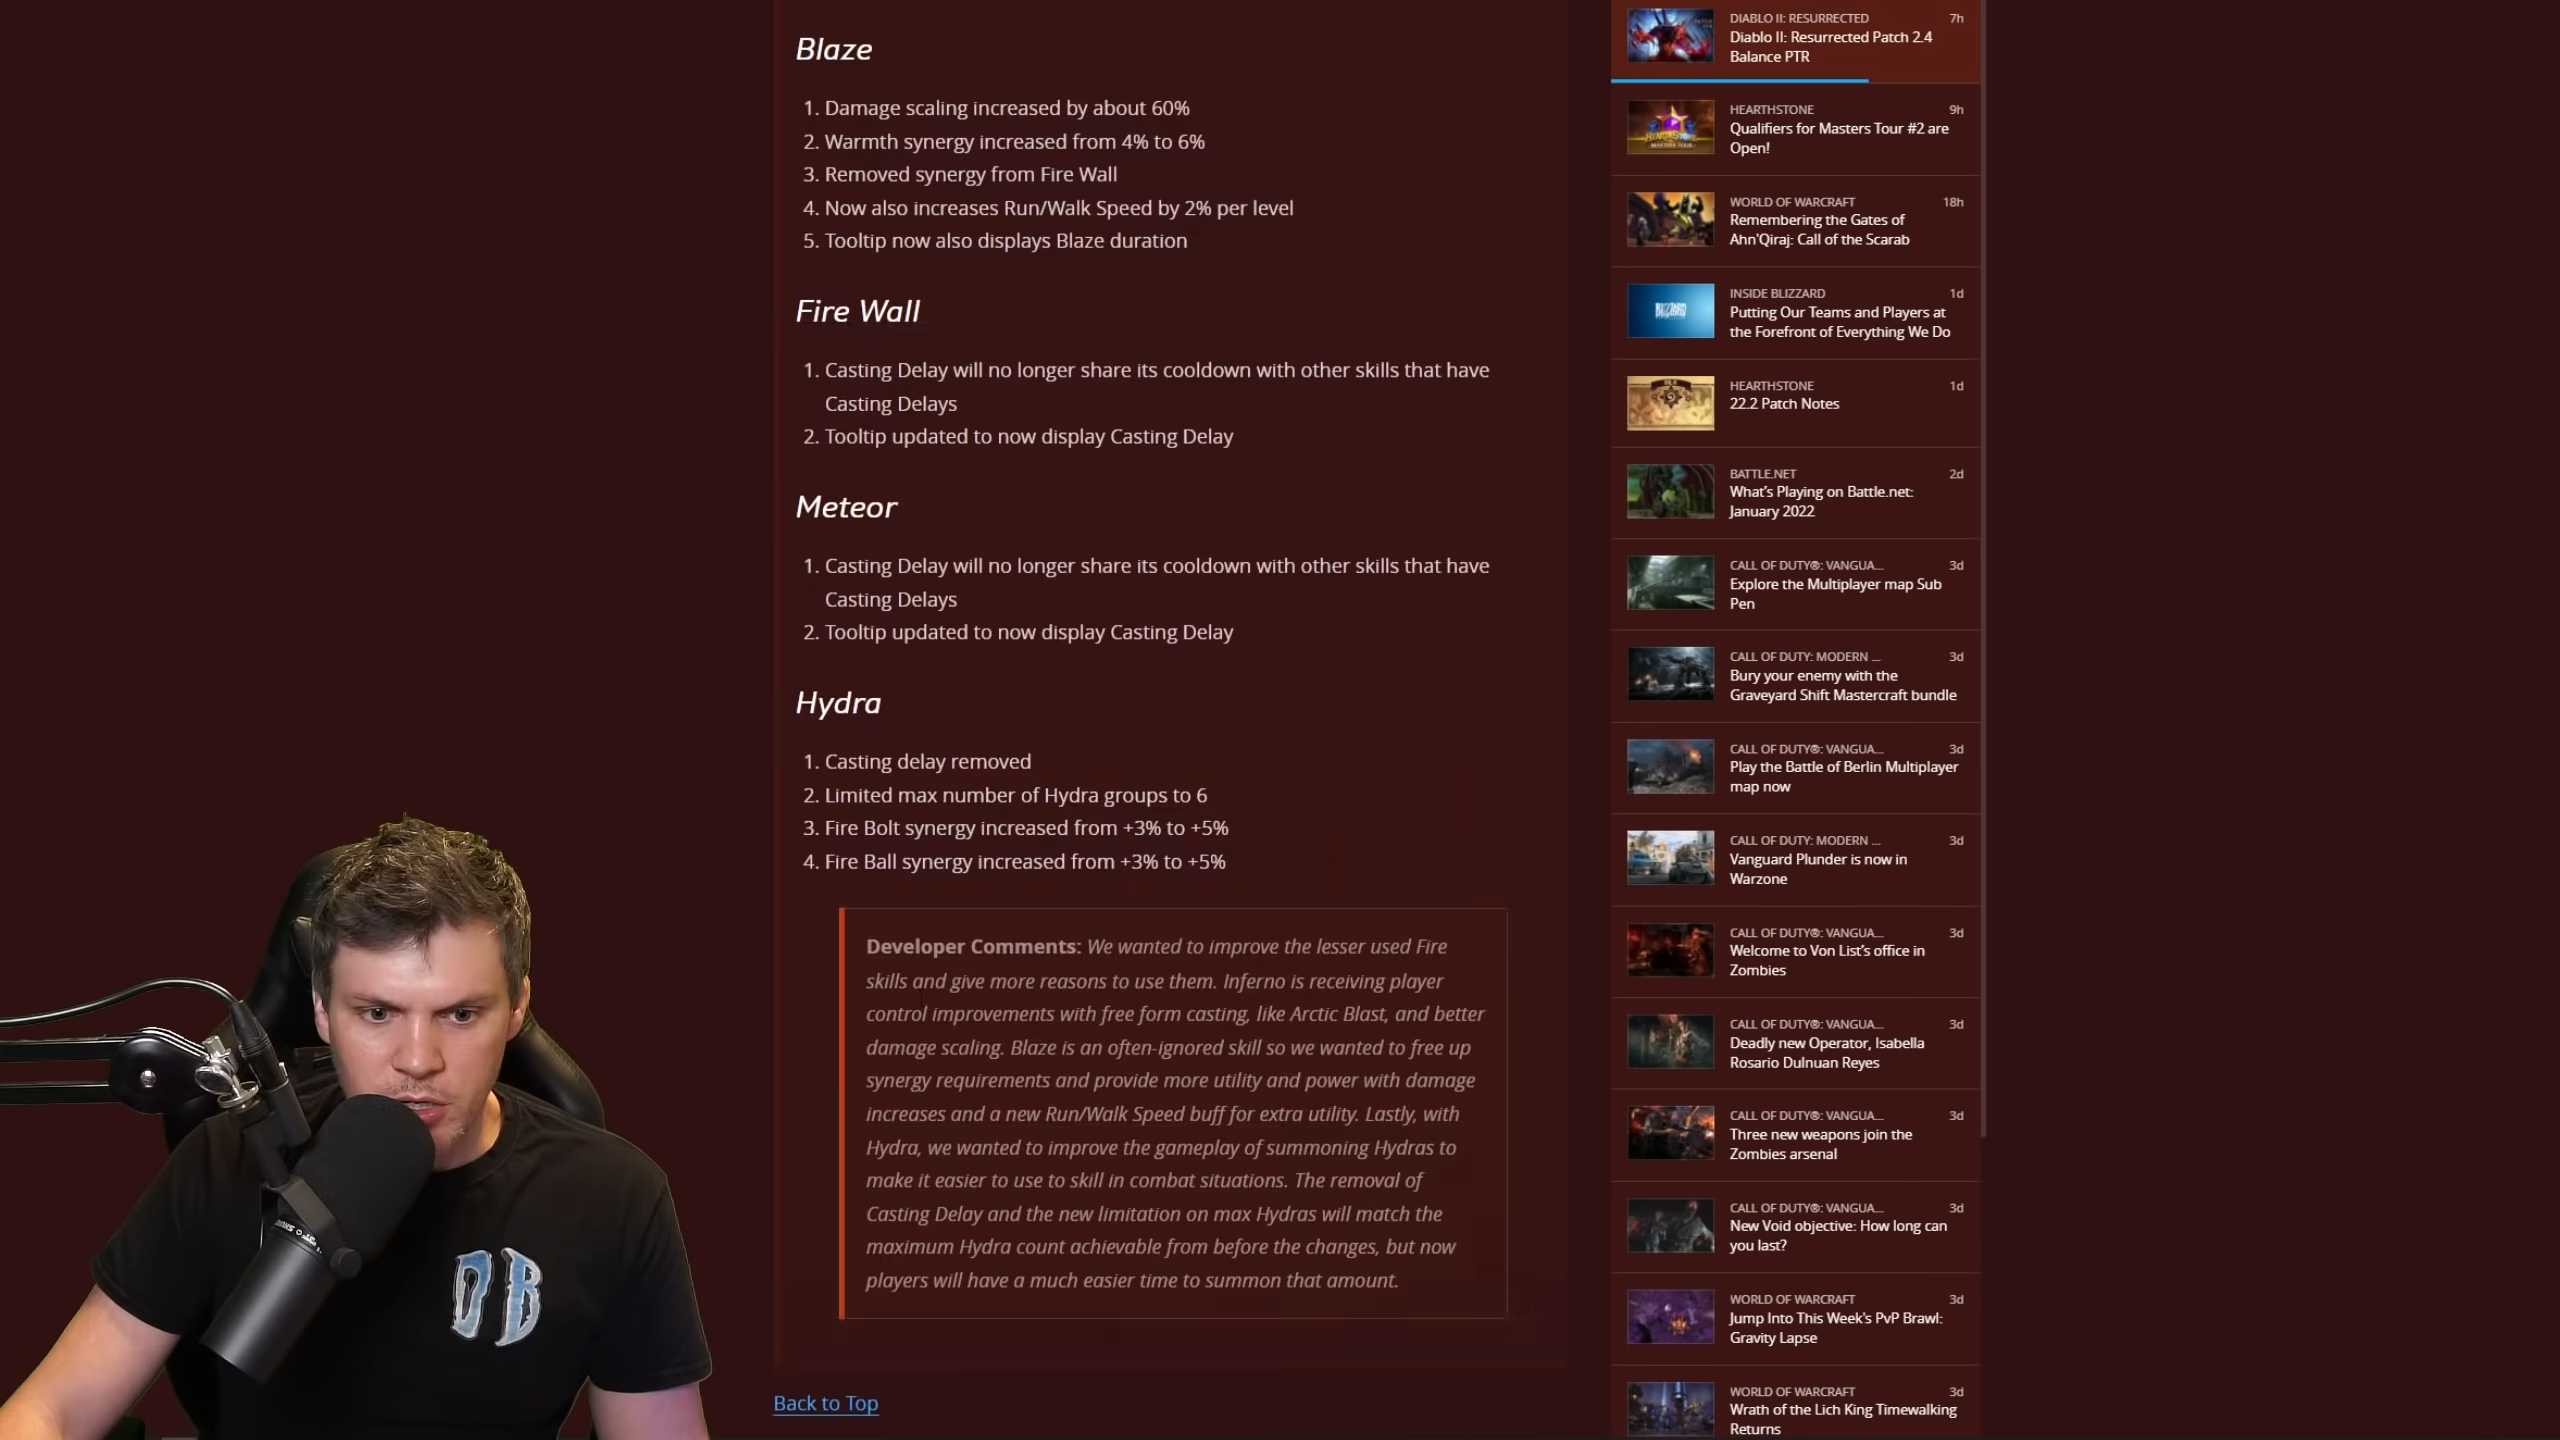 Blaze
1. Damage scaling increased by about 60%
2. Warmth synergy increased from 4% to 6%
3. Removed synergy from Fire Wall
4. Now also increases Run/Walk Speed by 2% per level
5. Tooltip now also displays Blaze duration
Fire Wall
1. Casting Delay will no longer share its cooldown with other skills that have
Casting Delays
2. Tooltip updated to now display Casting Delay
Meteor
1. Casting Delay will no longer share its cooldown with other skills that have
Casting Delays
2. Tooltip updated to now display Casting Delay
Hydra
1. Casting delay removed
2. Limited max number of Hydra groups to 6
3. Fire Bolt synergy increased from +3% to +5%
4. Fire Ball synergy increased from +3% to +5%
Developer Comments: We wanted to improve the lesser used Fire
skills and give more reasons to use them. Inferno is receiving player
control improvements with free form casting, like Arctic Blast, and better
damage scaling. Blaze is an often-ignored skill so we wanted to free up
synergy requirements and provide more utility and power with damage
increases and a new Run/Walk Speed buff for extra utility. Lastly, with
Hydra, we wanted to improve the gameplay of summoning Hydras to
make it easier to use to skill in combat situations. The removal of
Casting Delay and the new limitation on max Hydras will match the
maximum Hydra count achievable from before the changes, but now
players will have a much easier time to summon that amount.
Back to Top
DIABLO II: RESURRECTED 7h
Diablo II: Resurrected Patch 2.4
Balance PTR
HEARTHSTONE 9h
Qualifiers for Masters Tour #2 are
Open!
WORLD OF WARCRAFT 18h
Remembering the Gates of
Ahn'Qiraj: Call of the Scarab
INSIDE BLIZZARD 1d
Putting Our Teams and Players at
the Forefront of Everything We Do
BLIZZARD
HEARTHSTONE 1d
22.2 Patch Notes
BATTLE.NET 2d
What's Playing on Battle.net:
January 2022
CALL OF DUTY®: VANGUA... 3d
Explore the Multiplayer map Sub
Pen
CALL OF DUTY: MODERN ... 3d
Bury your enemy with the
Graveyard Shift Mastercraft bundle
CALL OF DUTY®: VANGUA... 3d
Play the Battle of Berlin Multiplayer
map now
CALL OF DUTY: MODERN ... 3d
Vanguard Plunder is now in
Warzone
CALL OF DUTY®: VANGUA... 3d
Welcome to Von List's office in
Zombies
CALL OF DUTY®: VANGUA... 3d
Deadly new Operator, Isabella
Rosario Dulnuan Reyes
CALL OF DUTY®: VANGUA... 3d
Three new weapons join the
Zombies arsenal
CALL OF DUTY®: VANGUA... 3d
New Void objective: How long can
you last?
WORLD OF WARCRAFT 3d
Jump Into This Week's PvP Brawl:
Gravity Lapse
WORLD OF WARCRAFT 3d
Wrath of the Lich King Timewalking
Returns
DB